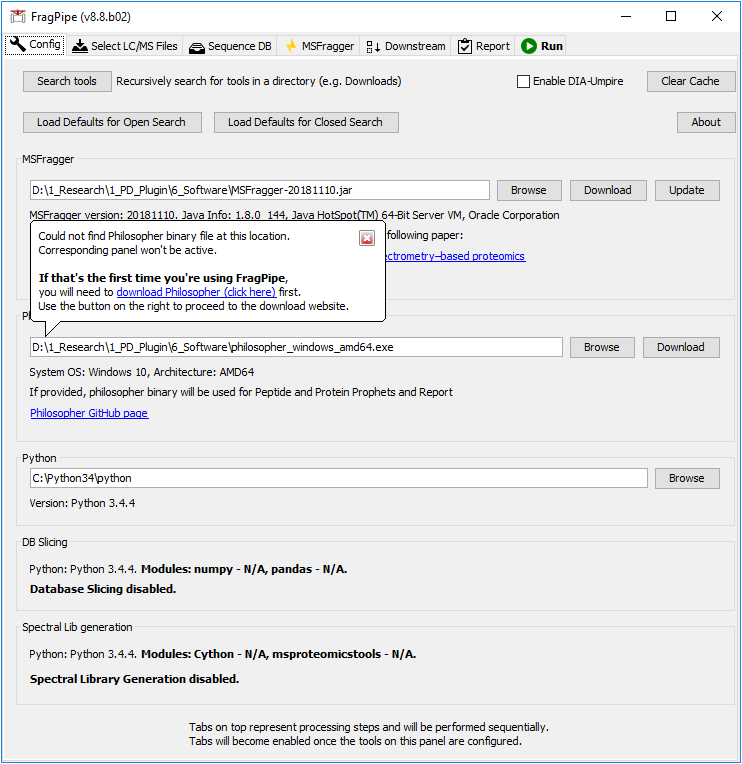 FragPipe (v8.8.b02)
Config Select LC/MS Files Sequence DB MSFragger Downstream Report Run
Search tools Recursively search for tools in a directory (e.g. Downloads) Enable DIA-Umpire Clear Cache
Load Defaults for Open Search Load Defaults for Closed Search About
MSFragger
D:\1_Research\1_PD_Plugin\6_Software\MSFragger-20181110.jar Browse Download Update
MSFragger version: 20181110. Java Info: 1.8.0_144, Java HotSpot(TM) 64-Bit Server VM, Oracle Corporation
following paper:
ectrometry–based proteomics
Could not find Philosopher binary file at this location.
Corresponding panel won't be active.
If that's the first time you're using FragPipe,
you will need to download Philosopher (click here) first.
Use the button on the right to proceed to the download website.
D:\1_Research\1_PD_Plugin\6_Software\philosopher_windows_amd64.exe Browse Download
System OS: Windows 10, Architecture: AMD64
If provided, philosopher binary will be used for Peptide and Protein Prophets and Report
Philosopher GitHub page
Python
C:\Python34\python Browse
Version: Python 3.4.4
DB Slicing
Python: Python 3.4.4. Modules: numpy - N/A, pandas - N/A.
Database Slicing disabled.
Spectral Lib generation
Python: Python 3.4.4. Modules: Cython - N/A, msproteomicstools - N/A.
Spectral Library Generation disabled.
Tabs on top represent processing steps and will be performed sequentially.
Tabs will become enabled once the tools on this panel are configured.